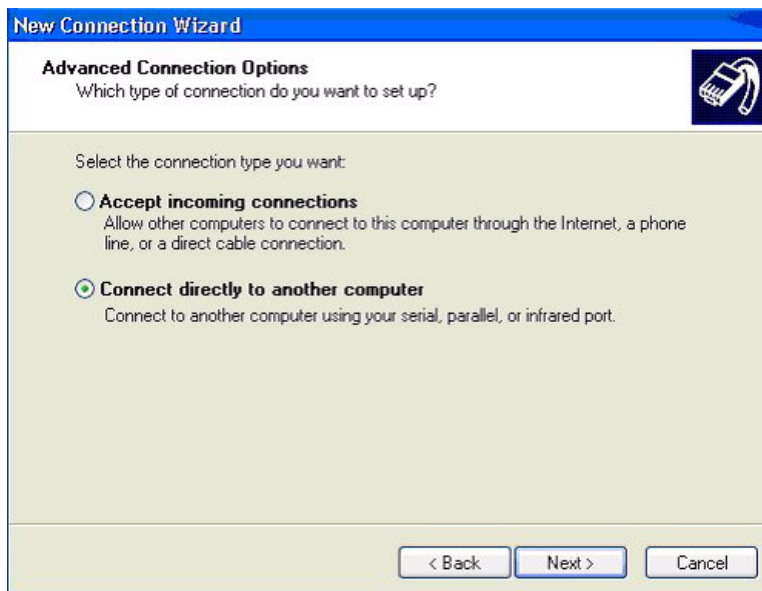 New Connection Wizard
Advanced Connection Options
Which type of connection do you want to set up?
Select the connection type you want:
Accept incoming connections
Allow other computers to connect to this computer through the Internet, a phone
line, or a direct cable connection.
Connect directly to another computer
Connect to another computer using your serial, parallel, or infrared port.
< Back Next > Cancel